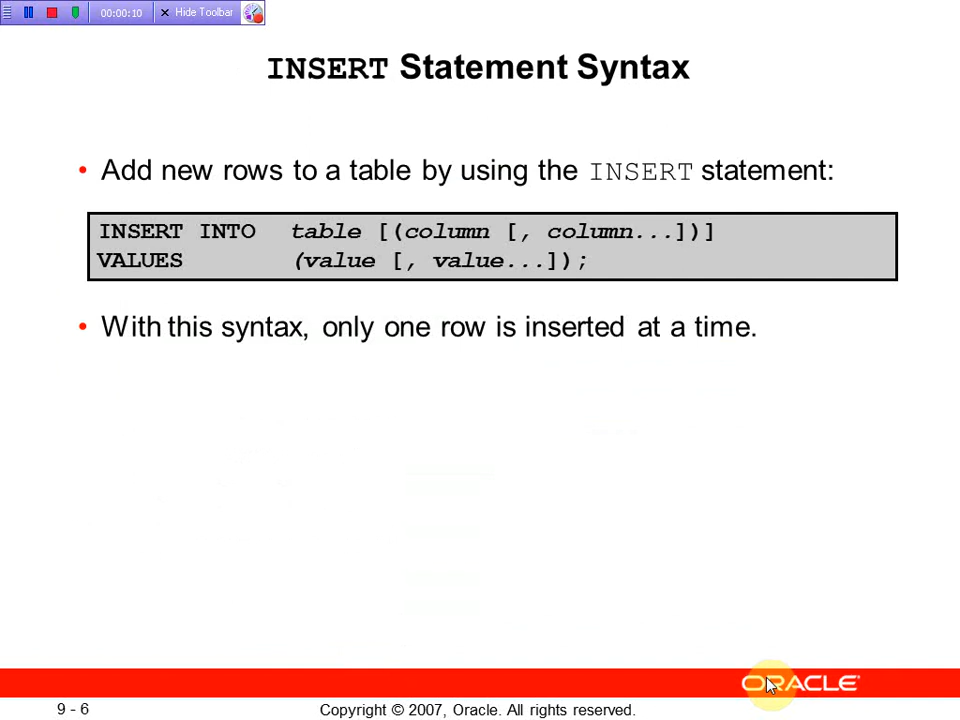 00:00:10 Hide Toolbar
INSERT Statement Syntax
• Add new rows to a table by using the INSERT statement:
INSERT INTO table [(column [, column...])]
VALUES (value [, value...]);
• With this syntax, only one row is inserted at a time.
ORACLE
9 - 6 Copyright © 2007, Oracle. All rights reserved.